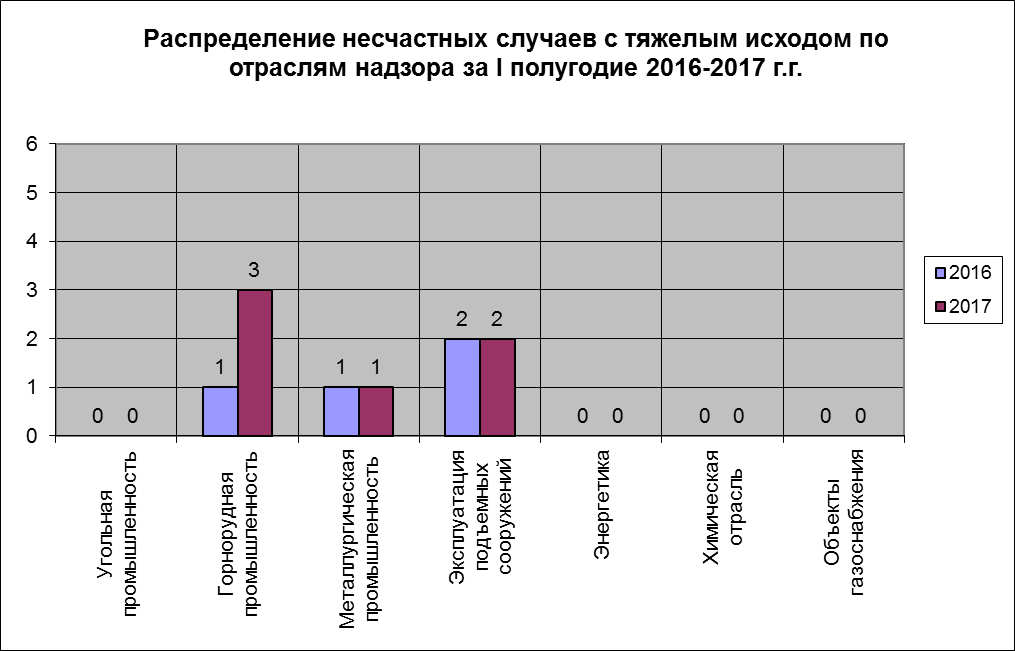 Распределение несчастных случаев с тяжелым исходом по
отраслям надзора за I полугодие 2016-2017 г.г.
6
5
4
3
2
1
0
0 0
1 3
1 1
2 2
0 0
0 0
0 0
Угольная
промышленность
Горнорудная
промышленность
Металлургическая
промышленность
Эксплуатация
подъемных
сооружений
Энергетика
Химическая
отрасль
Объекты
газоснабжения
2016
2017